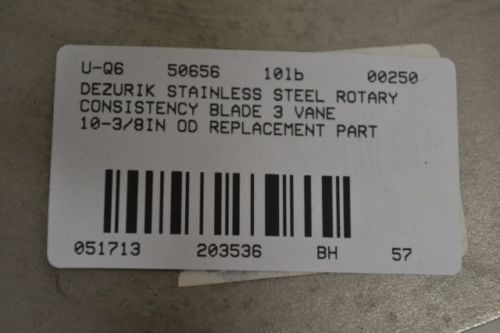 U-Q6 50656 10lb 00250
DEZURIK STAINLESS STEEL ROTARY
CONSISTENCY BLADE 3 VANE
10-3/8IN OD REPLACEMENT PART
051713 203536 BH 57